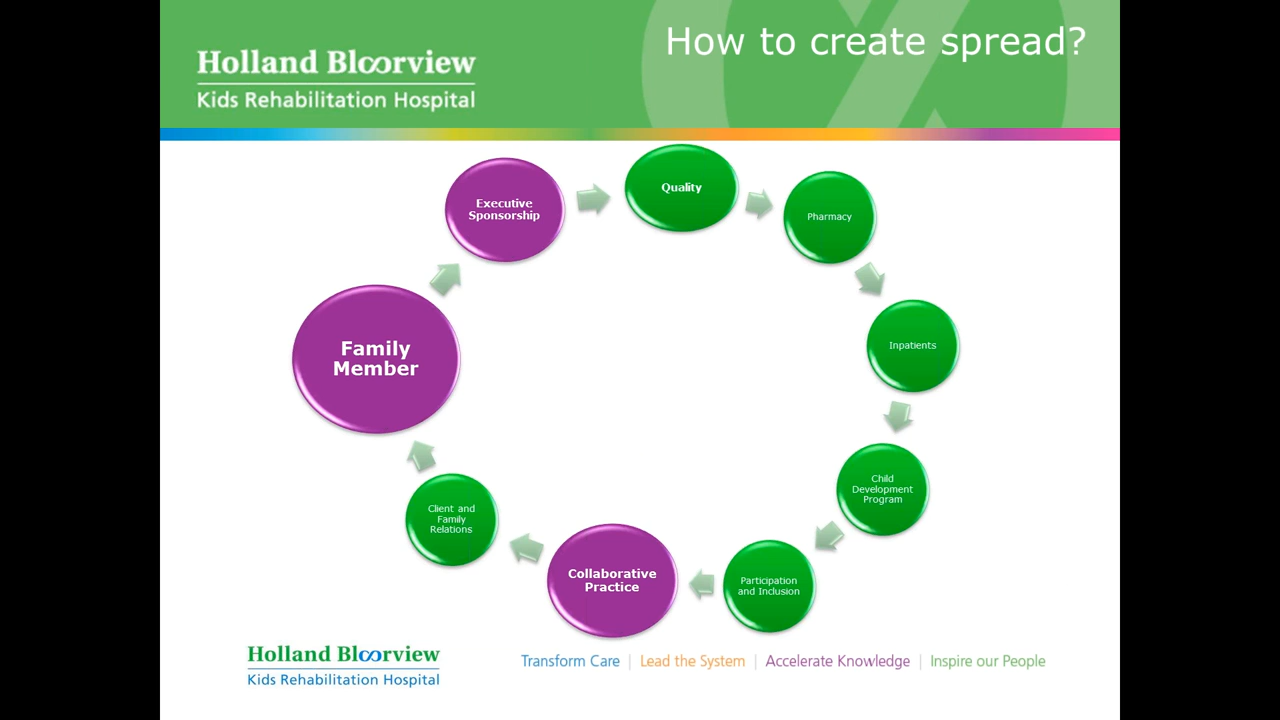 How to create spread?
Holland Bloorview
Kids Rehabilitation Hospital
Executive
Sponsorship
Quality
Pharmacy
Inpatients
Child
Development
Program
Participation
and Inclusion
Collaborative
Practice
Client and
Family
Relations
Family
Member
Holland Bloorview
Kids Rehabilitation Hospital
Transform Care | Lead the System | Accelerate Knowledge | Inspire our People